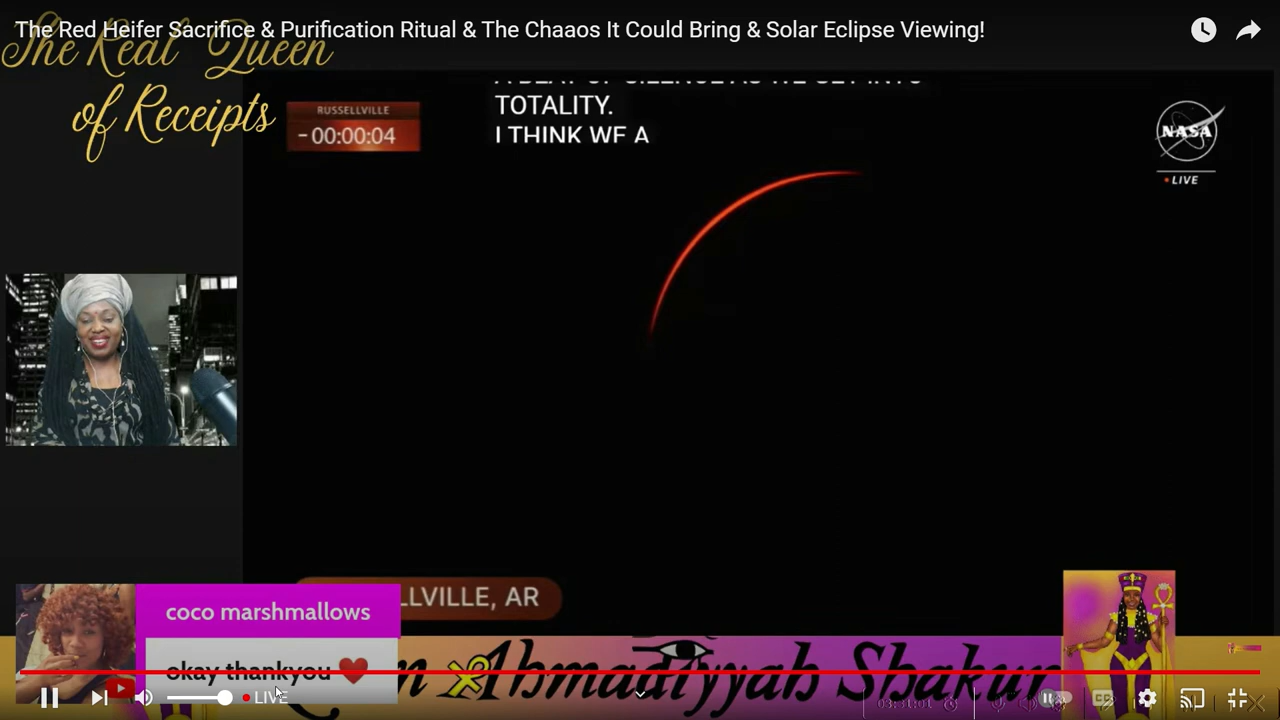 The Red Heifer Sacrifice & Purification Ritual & The Chaaos It Could Bring & Solar Eclipse Viewing!
The Real Queen
of Receipts
RUSSELLVILLE
-00:00:04
TOTALITY.
I THINK WE A
NASA
LIVE
LLVILLE, AR
coco marshmallows
okay thankyou ❤️
n Ahmadiyyah Shakur
LIVE